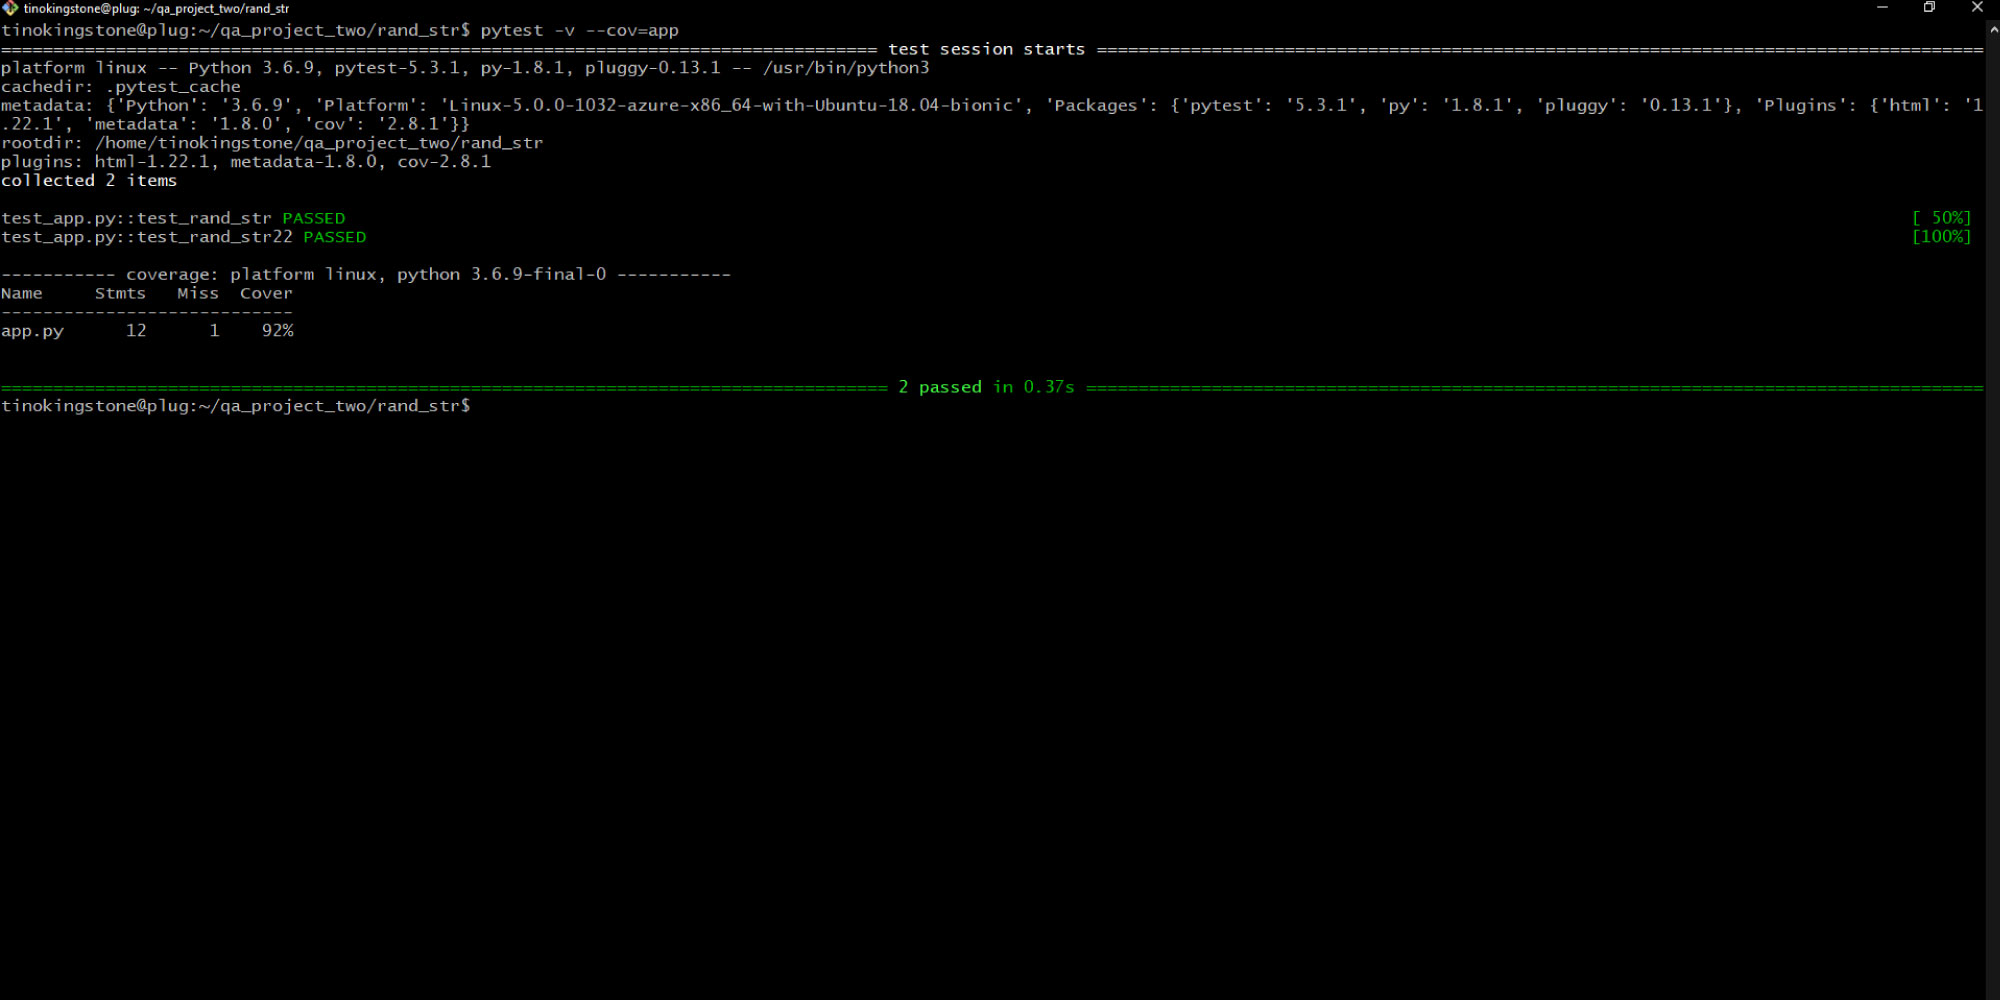 tinokingstone@plug: ~/qa_project_two/rand_str
tinokingstone@plug:~/qa_project_two/rand_str$ pytest -v --cov=app
===================================================================================== test session starts =====================================================================================
platform linux -- Python 3.6.9, pytest-5.3.1, py-1.8.1, pluggy-0.13.1 -- /usr/bin/python3
cachedir: .pytest_cache
metadata: {'Python': '3.6.9', 'Platform': 'Linux-5.0.0-1032-azure-x86_64-with-Ubuntu-18.04-bionic', 'Packages': {'pytest': '5.3.1', 'py': '1.8.1', 'pluggy': '0.13.1'}, 'Plugins': {'html': '1
.22.1', 'metadata': '1.8.0', 'cov': '2.8.1'}}
rootdir: /home/tinokingstone/qa_project_two/rand_str
plugins: html-1.22.1, metadata-1.8.0, cov-2.8.1
collected 2 items
test_app.py::test_rand_str PASSED [ 50%]
test_app.py::test_rand_str22 PASSED [100%]
----------- coverage: platform linux, python 3.6.9-final-0 -----------
Name     Stmts   Miss  Cover
----------------------------
app.py      12      1    92%
===================================================================================== 2 passed in 0.37s ======================================================================================
tinokingstone@plug:~/qa_project_two/rand_str$